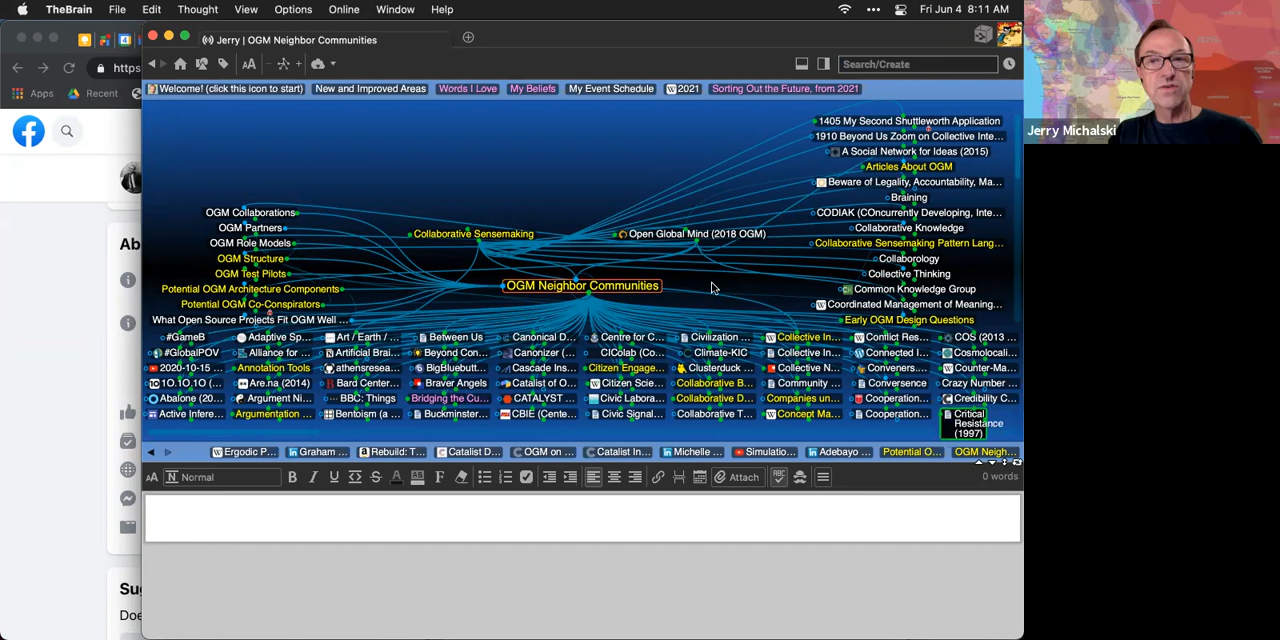 TheBrain File Edit Thought View Options Online Window Help Fri Jun 4 8:11 AM
Jerry | OGM Neighbor Communities
https
Search/Create
Apps Recent
Welcome! (click this icon to start) New and Improved Areas Words I Love My Beliefs My Event Schedule 2021 Sorting Out the Future, from 2021
1405 My Second Shuttleworth Application
1910 Beyond Us Zoom on Collective Inte...
A Social Network for Ideas (2015)
Articles About OGM
Beware of Legality, Accountability, Ma...
Braining
CODIAK (COncurrently Developing, Inte...
Collaborative Knowledge
Collaborative Sensemaking Pattern Lang...
Collaborology
Collective Thinking
Common Knowledge Group
Coordinated Management of Meaning...
Early OGM Design Questions
Collaborative Sensemaking
Open Global Mind (2018 OGM)
OGM Neighbor Communities
OGM Collaborations
OGM Partners
OGM Role Models
OGM Structure
OGM Test Pilots
Potential OGM Architecture Components
Potential OGM Co-Conspirators
What Open Source Projects Fit OGM Well ...
#GameB Adaptive Sp... Art / Earth / ... Between Us Canonical D... Centre for C... Civilization ... Collective In... Conflict Res... COS (2013 ...
#GlobalPOV Alliance for ... Artificial Brai... Beyond Con... Canonizer (... CIColab (Co... Climate-KIC Collective In... Connected I... Cosmolocali...
2020-10-15 ... Annotation Tools athensresea... BigBluebutt... Cascade Ins... Citizen Engage... Clusterduck ... Collective N... Conveners.... Counter-Ma...
1O.1O.1O (... Are.na (2014) Bard Center... Braver Angels Catalist of O... Citizen Scie... Collaborative B... Community ... Conversence Crazy Number ...
Abalone (20... Argument Ni... BBC: Things Bridging the Cu... CATALYST ... Civic Labora... Collaborative D... Companies un... Cooperation... Credibility C...
Active Infere... Argumentation ... Bentoism (a ... Buckminster... CBIE (Cente... Civic Signal... Collaborative T... Concept Ma... Cooperation... Critical Resistance (1997)
Ergodic P... Graham ... Rebuild: T... Catalist D... OGM on ... Catalist In... Michelle ... Simulatio... Adebayo ... Potential O... OGM Neigh...
Normal Attach 0 words
Ab
Su
Doe
Jerry Michalski